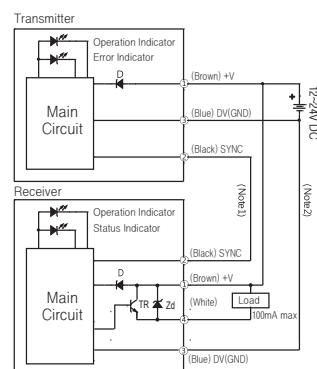 Transmitter
Operation Indicator
Error Indicator
D
① (Brown) +V
Main
Circuit
③ (Blue) DV(GND)
② (Black) SYNC
12~24V DC
+
(Note1)
(Note2)
Receiver
Operation Indicator
Status Indicator
② (Black) SYNC
D
① (Brown) +V
Main
Circuit
TR
Zd
(White)
④
Load
100mA max
③
(Blue) DV(GND)